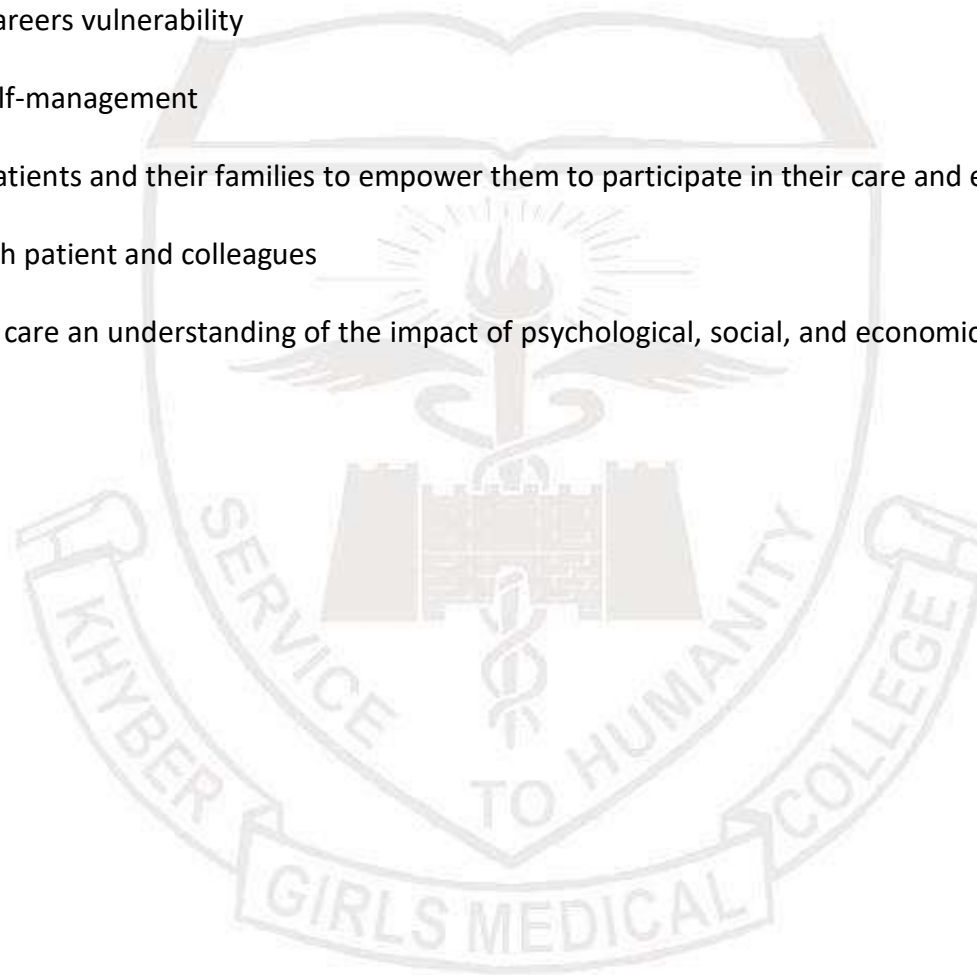 areers vulnerability
lf-management
atients and their families to empower them to participate in their care and e
h patient and colleagues
care an understanding of the impact of psychological, social, and economic
SERVICE TO HUMANITY
KHYBER GIRLS MEDICAL COLLEGE